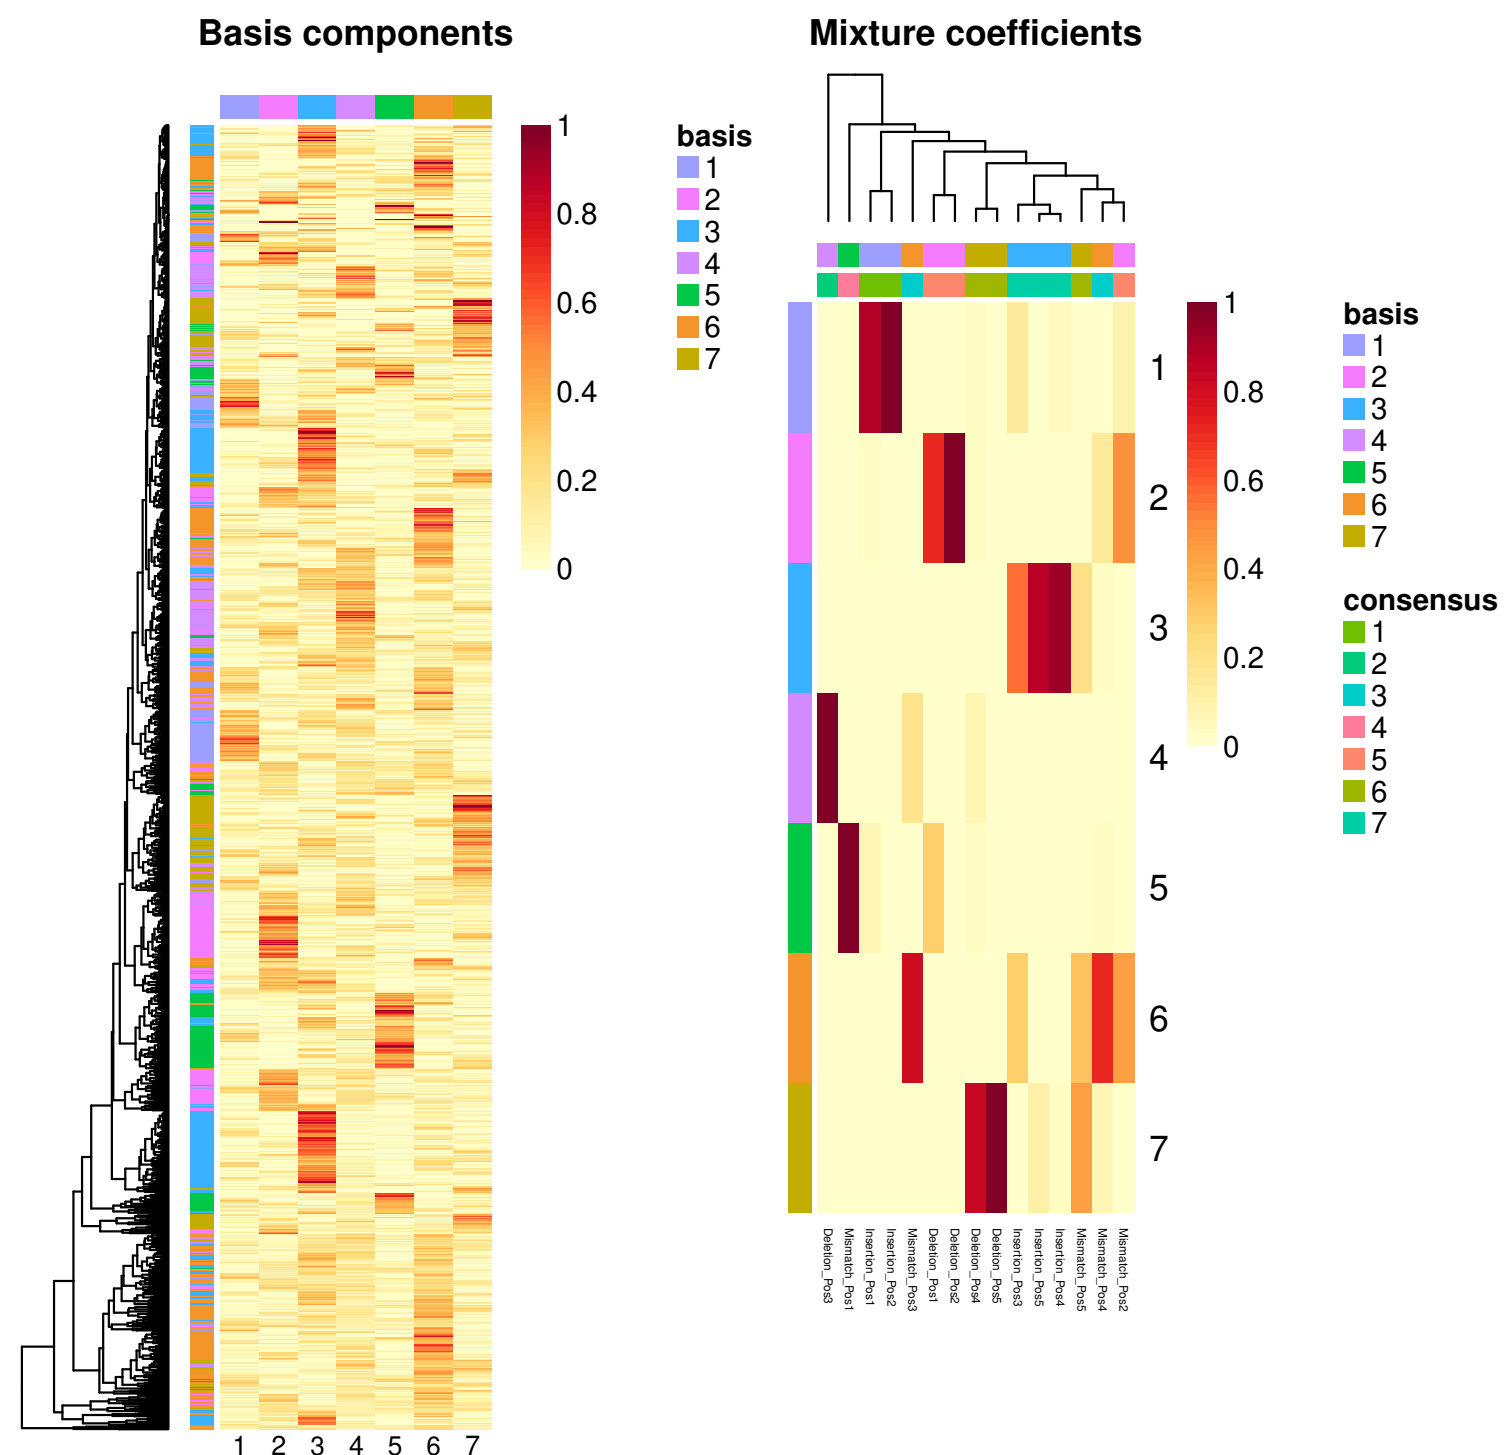 Basis components
Mixture coefficients
1
0.8
0.6
0.4
0.2
0
basis
1
2
3
4
5
6
7
1 2 3 4 5 6 7
1
2
3
4
5
6
7
1
0.8
0.6
0.4
0.2
0
basis
1
2
3
4
5
6
7
consensus
1
2
3
4
5
6
7
Deletion_Pos3
Mismatch_Pos1
Insertion_Pos1
Insertion_Pos2
Mismatch_Pos3
Deletion_Pos1
Deletion_Pos2
Deletion_Pos4
Deletion_Pos5
Insertion_Pos3
Insertion_Pos5
Insertion_Pos4
Mismatch_Pos5
Mismatch_Pos4
Mismatch_Pos2